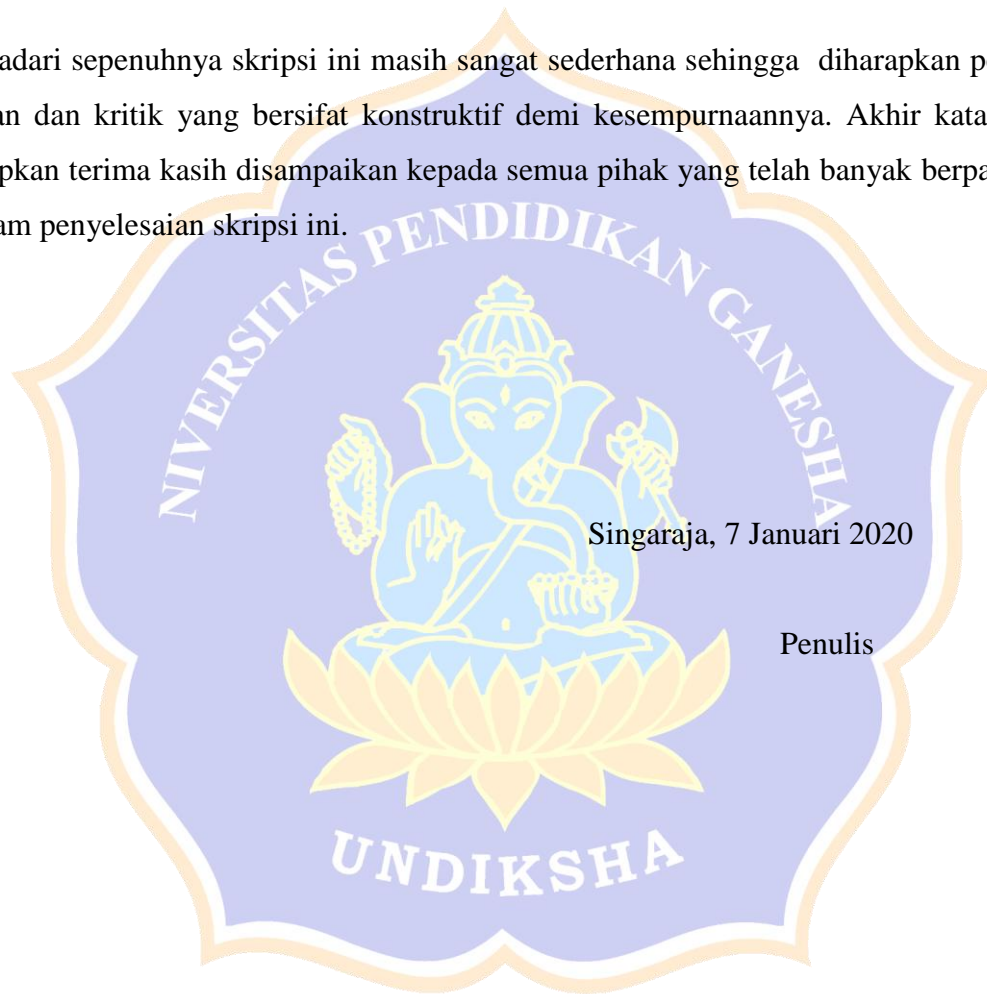 adari sepenuhnya skripsi ini masih sangat sederhana sehingga diharapkan pe
an dan kritik yang bersifat konstruktif demi kesempurnaannya. Akhir kata
pkan terima kasih disampaikan kepada semua pihak yang telah banyak berpa
am penyelesaian skripsi ini.
NIVERSITAS PENDIDIKAN GANESHA
Singaraja, 7 Januari 2020
Penulis
UNDIKSHA